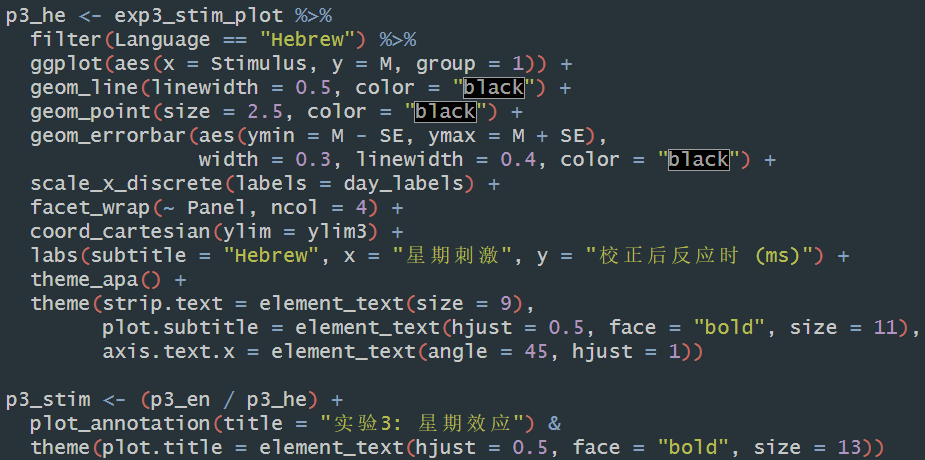 p3_he <- exp3_stim_plot %>%
  filter(Language == "Hebrew") %>%
  ggplot(aes(x = Stimulus, y = M, group = 1)) +
  geom_line(linewidth = 0.5, color = "black") +
  geom_point(size = 2.5, color = "black") +
  geom_errorbar(aes(ymin = M - SE, ymax = M + SE),
                width = 0.3, linewidth = 0.4, color = "black") +
  scale_x_discrete(labels = day_labels) +
  facet_wrap(~ Panel, ncol = 4) +
  coord_cartesian(ylim = ylim3) +
  labs(subtitle = "Hebrew", x = "星期刺激", y = "校正后反应时 (ms)") +
  theme_apa() +
  theme(strip.text = element_text(size = 9),
        plot.subtitle = element_text(hjust = 0.5, face = "bold", size = 11),
        axis.text.x = element_text(angle = 45, hjust = 1))

p3_stim <- (p3_en / p3_he) +
  plot_annotation(title = "实验3: 星期效应") &
  theme(plot.title = element_text(hjust = 0.5, face = "bold", size = 13))